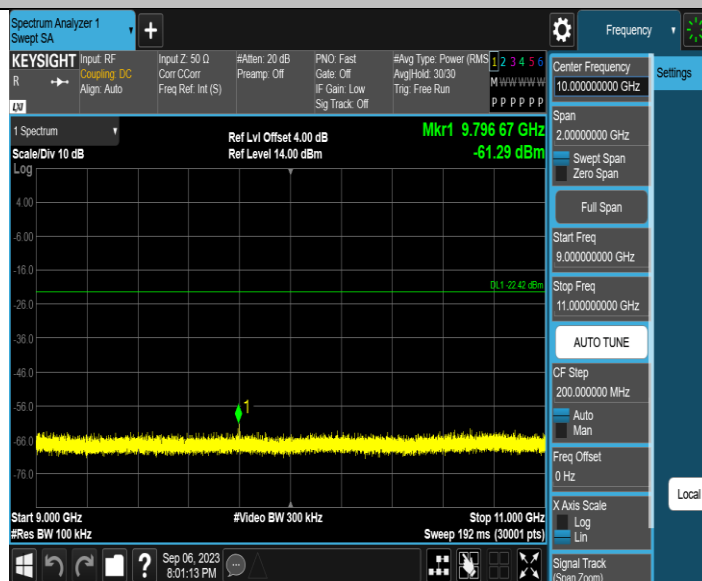 Spectrum Analyzer 1
Swept SA
+
Frequency
KEYSIGHT
R
LXI
Input: RF
Coupling: DC
Align: Auto
Input Z: 50 Ω
Corr CCorr
Freq Ref: Int (S)
#Atten: 20 dB
Preamp: Off
PNO: Fast
Gate: Off
IF Gain: Low
Sig Track: Off
#Avg Type: Power (RMS
Avg|Hold: 30/30
Trig: Free Run
1 2 3 4 5 6
M W W W W W
P P P P P P
1 Spectrum
Scale/Div 10 dB
Log
Ref Lvl Offset 4.00 dB
Ref Level 14.00 dBm
Mkr1 9.796 67 GHz
-61.29 dBm
4.00
-6.00
-16.0
DL1 -22.42 dBm
-26.0
-36.0
-46.0
-56.0
1
-66.0
-76.0
Start 9.000 GHz
#Res BW 100 kHz
#Video BW 300 kHz
Stop 11.000 GHz
Sweep 192 ms (30001 pts)
Sep 06, 2023
8:01:13 PM
?
Center Frequency
10.000000000 GHz
Span
2.00000000 GHz
Swept Span
Zero Span
Full Span
Start Freq
9.000000000 GHz
Stop Freq
11.000000000 GHz
AUTO TUNE
CF Step
200.000000 MHz
Auto
Man
Freq Offset
0 Hz
X Axis Scale
Log
Lin
Signal Track
(Span Zoom)
Settings
Local